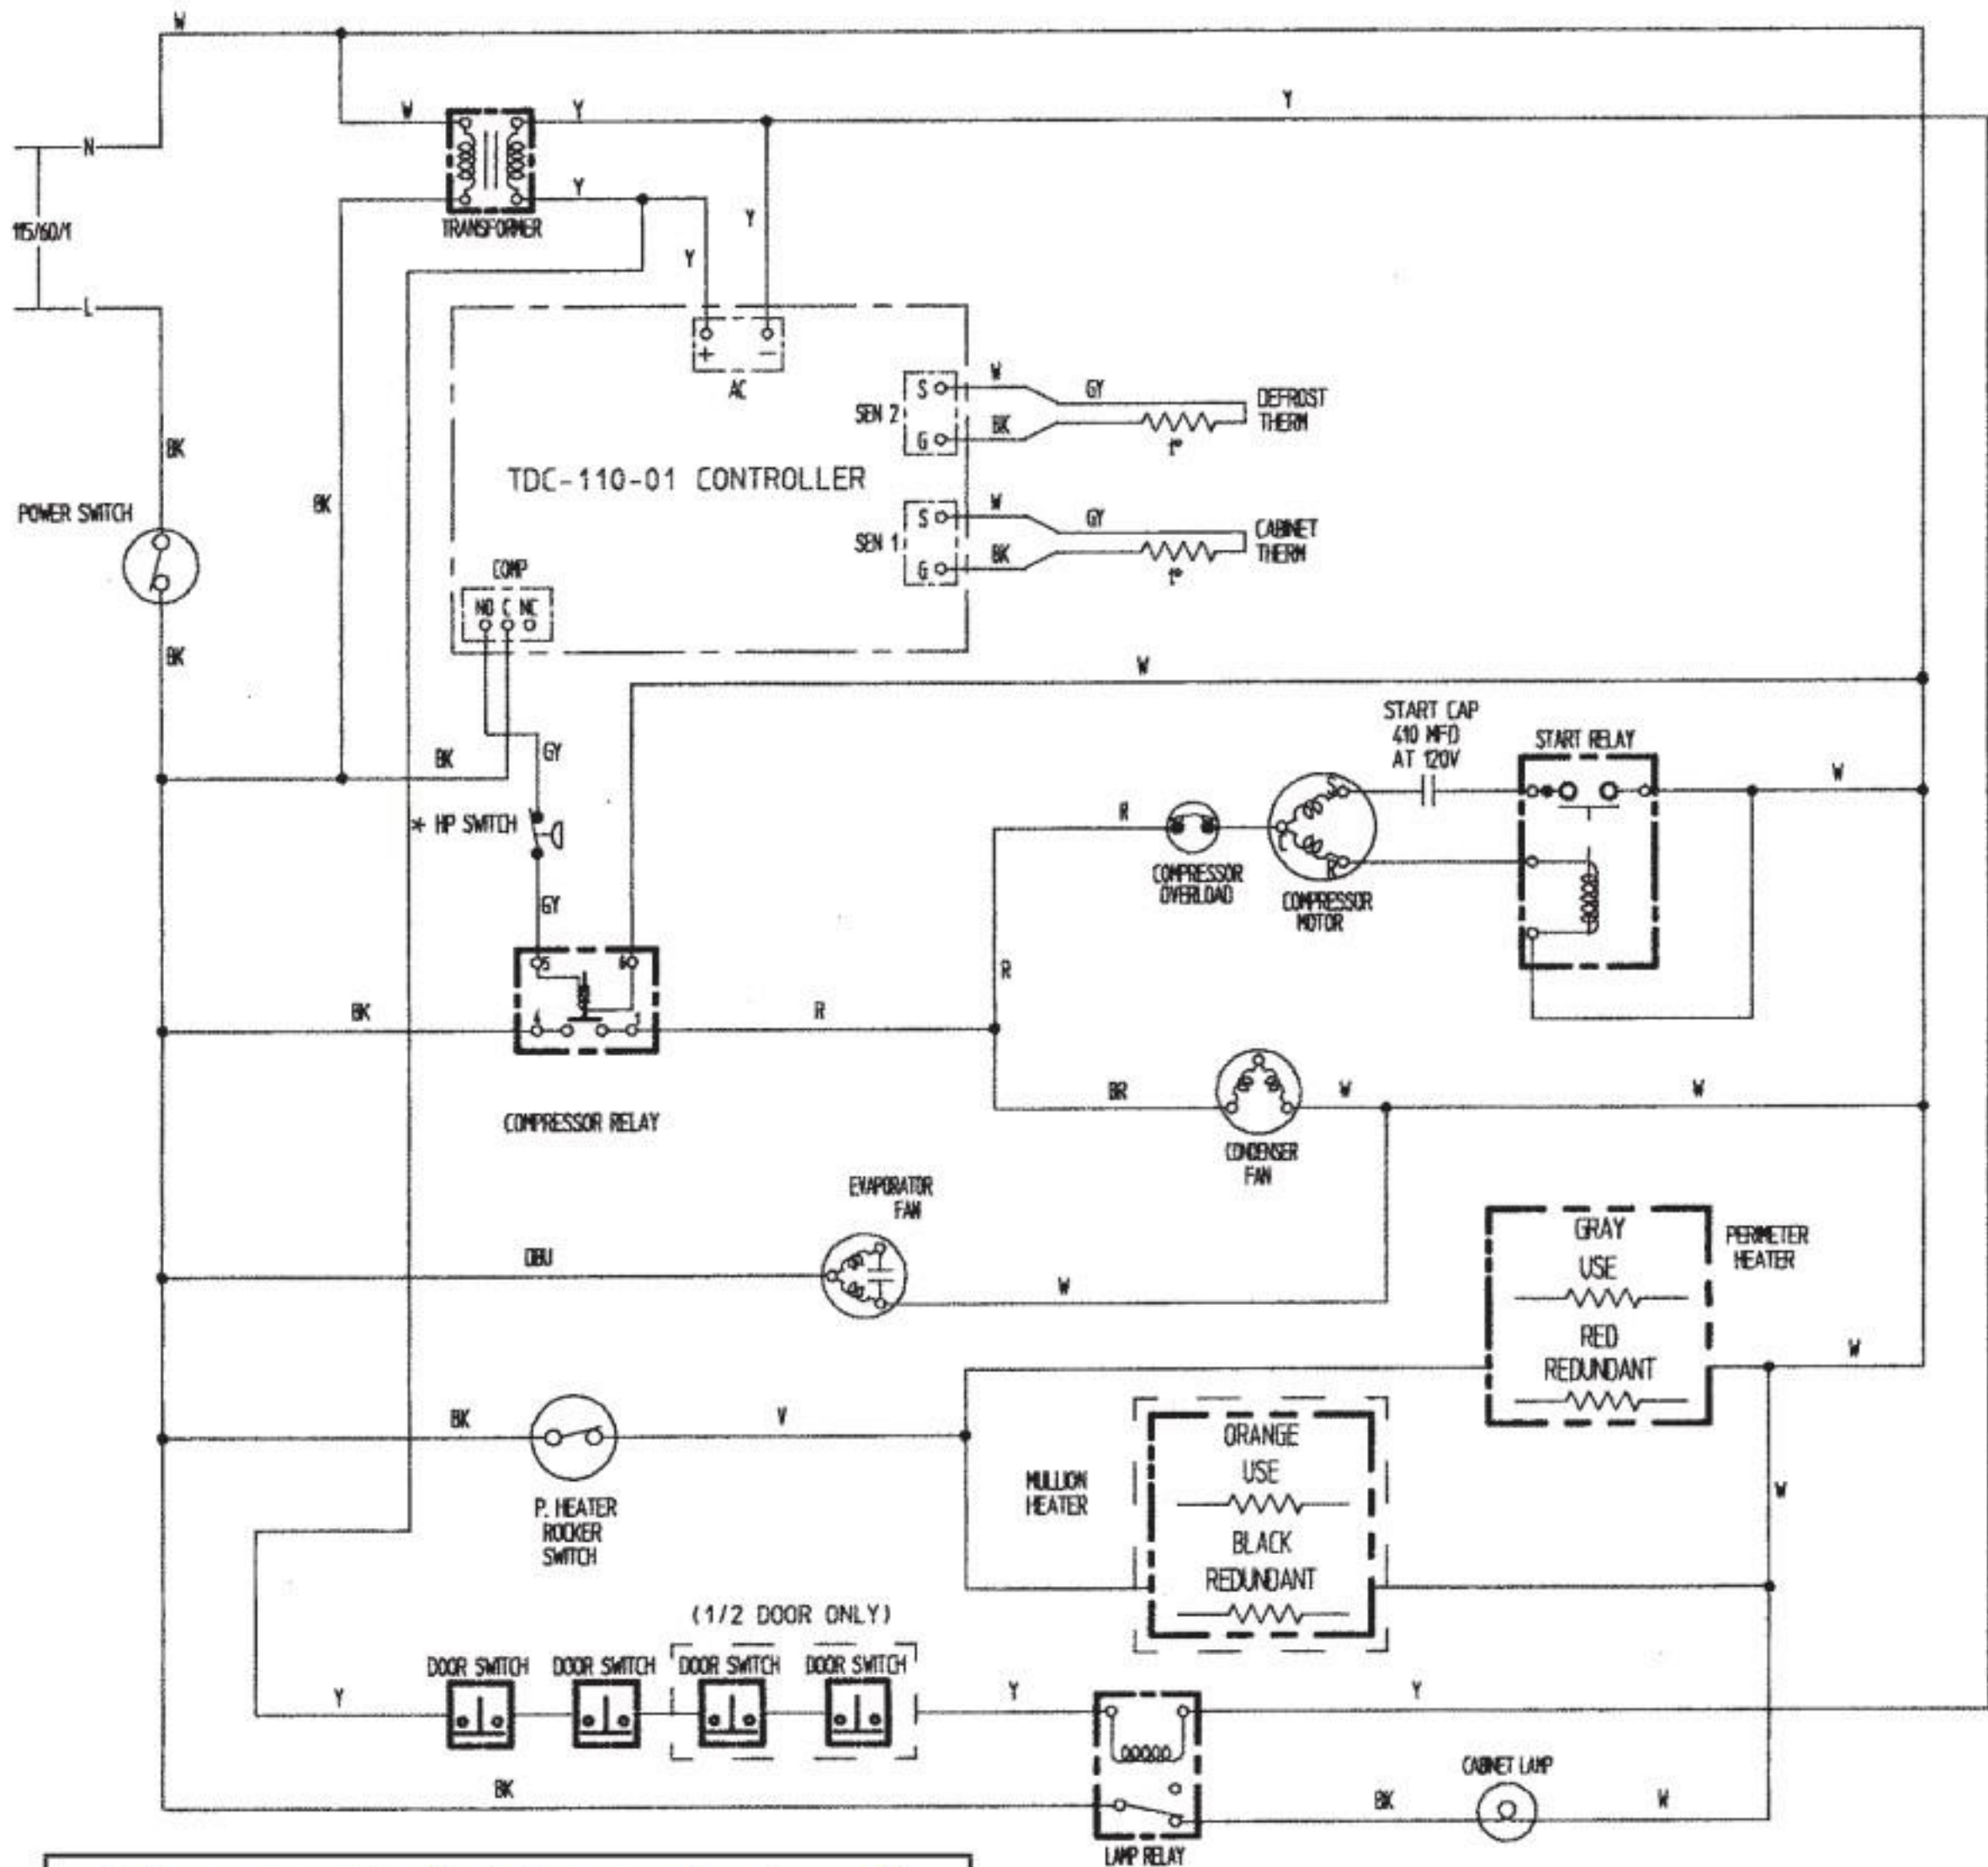 W
W
Y
Y
N
Y
TRANSFORMER
115/60/1
Y
Y
L
+ -
AC
S
W
GY
DEFROST
THERM
SEN 2
G
BK
1°
BK
TDC-110-01 CONTROLLER
BK
POWER SWITCH
S
W
GY
CABINET
THERM
SEN 1
G
BK
1°
COMP
NO C NC
BK
W
START CAP
410 MFD
AT 120V
START RELAY
GY
BK
W
S
* HP SWITCH
R
C
R
COMPRESSOR
OVERLOAD
COMPRESSOR
MOTOR
GY
5 6
R
BK
4
R
COMPRESSOR RELAY
BR
W
W
CONDENSER
FAN
EVAPORATOR
FAN
DBU
W
GRAY
USE
PERIMETER
HEATER
RED
REDUNDANT
W
BK
V
ORANGE
USE
MULLION
HEATER
W
P. HEATER
ROCKER
SWITCH
BLACK
REDUNDANT
(1/2 DOOR ONLY)
DOOR SWITCH DOOR SWITCH DOOR SWITCH DOOR SWITCH
Y
Y
Y
BK
CABINET LAMP
BK
W
LAMP RELAY